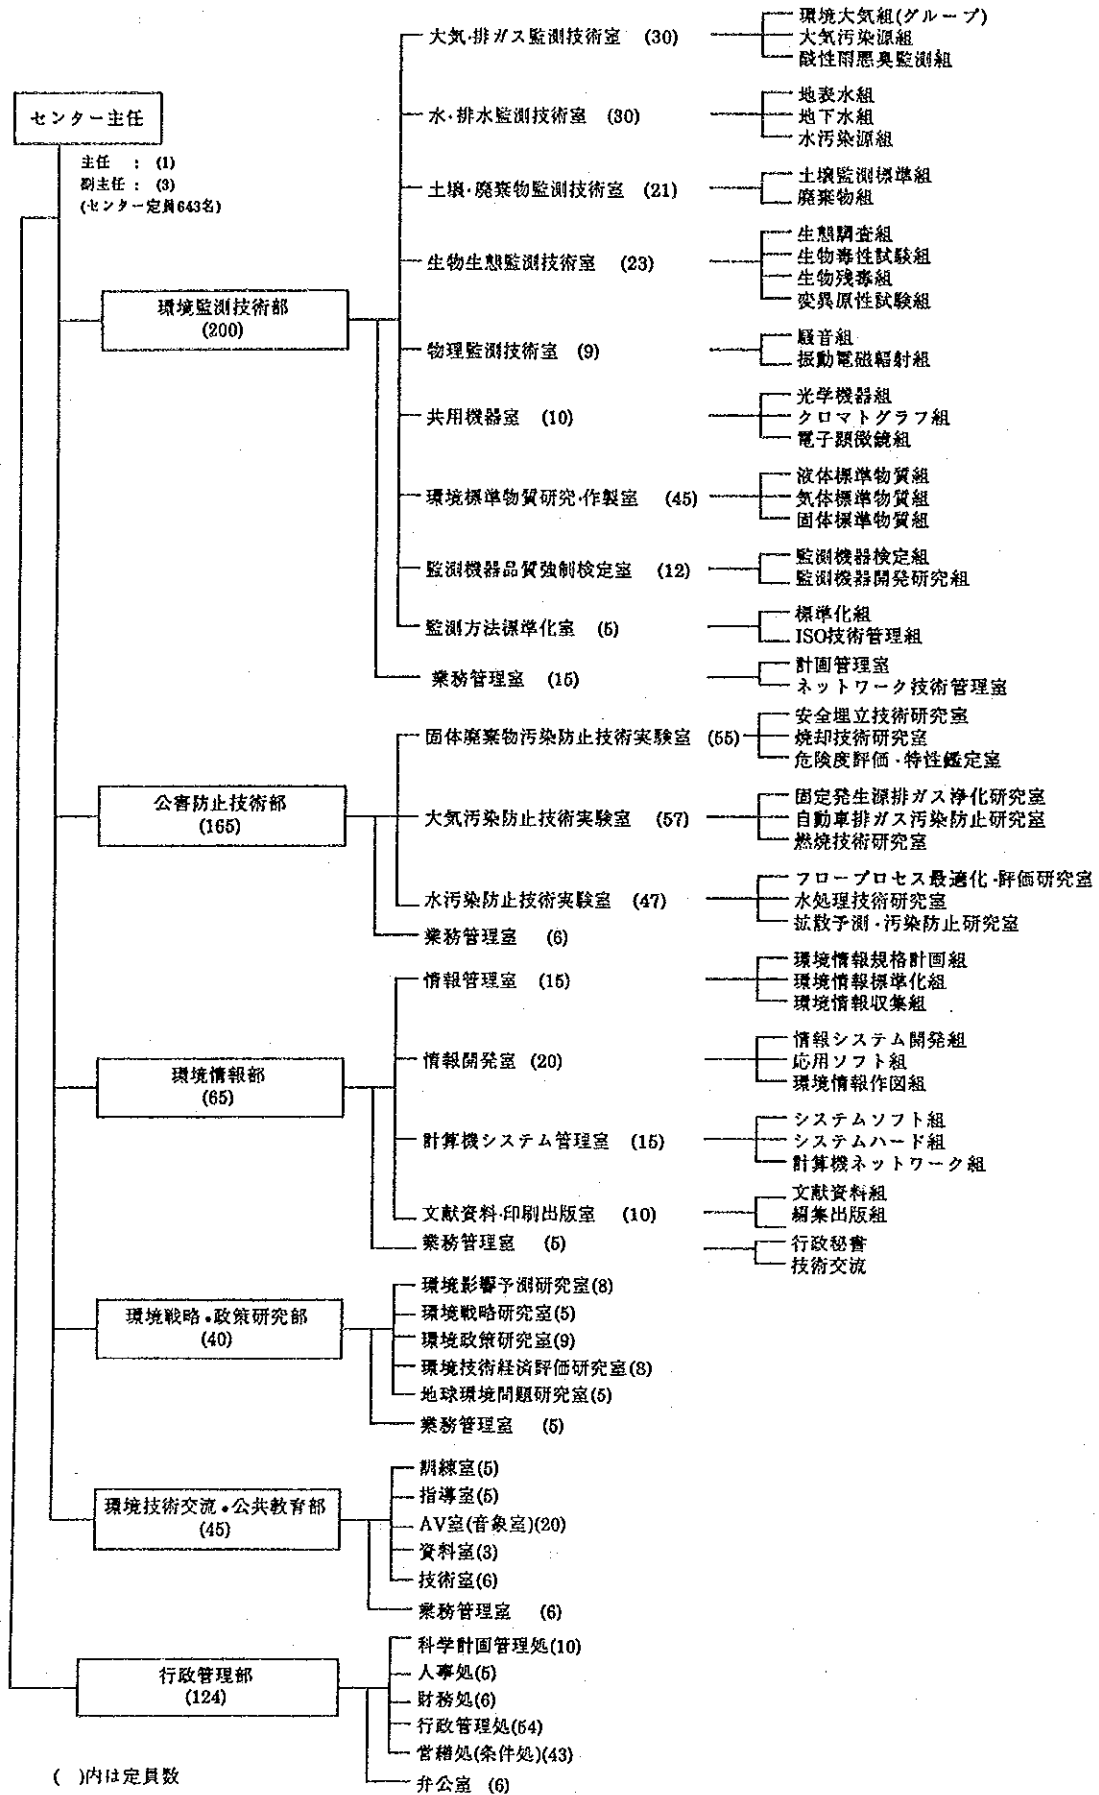 センター主任
主任 : (1)
副主任 : (3)
(センター定員643名)
環境監測技術部
(200)
大気・排ガス監測技術室 (30)
環境大気組(グループ)
大気汚染源組
酸性雨悪臭監測組
水・排水監測技術室 (30)
地表水組
地下水組
水汚染源組
土壌・廃棄物監測技術室 (21)
土壌監測標準組
廃棄物組
生物生態監測技術室 (23)
生態調査組
生物毒性試験組
生物残毒組
変異原性試験組
物理監測技術室 (9)
騒音組
振動電磁輻射組
共用機器室 (10)
光学機器組
クロマトグラフ組
電子顕微鏡組
環境標準物質研究・作製室 (45)
液体標準物質組
気体標準物質組
固体標準物質組
監測機器品質強制検定室 (12)
監測機器検定組
監測機器開発研究組
監測方法標準化室 (5)
標準化組
ISO技術管理組
業務管理室 (15)
計画管理室
ネットワーク技術管理室
公害防止技術部
(165)
固体廃棄物汚染防止技術実験室 (55)
安全埋立技術研究室
焼却技術研究室
危険度評価・特性鑑定室
大気汚染防止技術実験室 (57)
固定発生源排ガス浄化研究室
自動車排ガス汚染防止研究室
燃焼技術研究室
水汚染防止技術実験室 (47)
フロープロセス最適化・評価研究室
水処理技術研究室
拡散予測・汚染防止研究室
業務管理室 (6)
環境情報部
(65)
情報管理室 (15)
環境情報規格計画組
環境情報標準化組
環境情報収集組
情報開発室 (20)
情報システム開発組
応用ソフト組
環境情報作図組
計算機システム管理室 (15)
システムソフト組
システムハード組
計算機ネットワーク組
文献資料・印刷出版室 (10)
文献資料組
編集出版組
業務管理室 (5)
行政秘書
技術交流
環境戦略・政策研究部
(40)
環境影響予測研究室(8)
環境戦略研究室(5)
環境政策研究室(9)
環境技術経済評価研究室(8)
地球環境問題研究室(5)
業務管理室 (5)
環境技術交流・公共教育部
(45)
訓練室(5)
指導室(5)
AV室(音象室)(20)
資料室(3)
技術室(6)
業務管理室 (6)
行政管理部
(124)
科学計画管理処(10)
人事処(5)
財務処(6)
行政管理処(54)
営繕処(条件処)(43)
弁公室 (6)
( )内は定員数